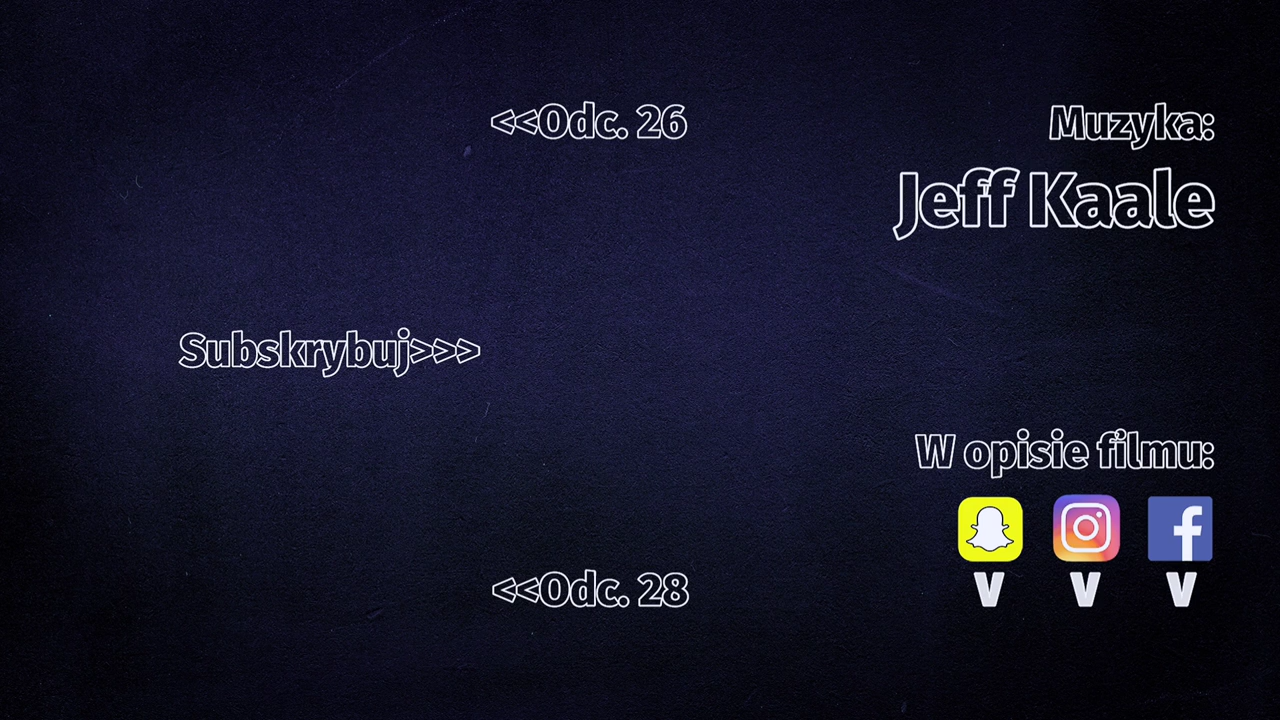 <<Odc. 26
Muzyka:
Jeff Kaale
Subskrybuj>>>
W opisie filmu:
V V V
<<Odc. 28